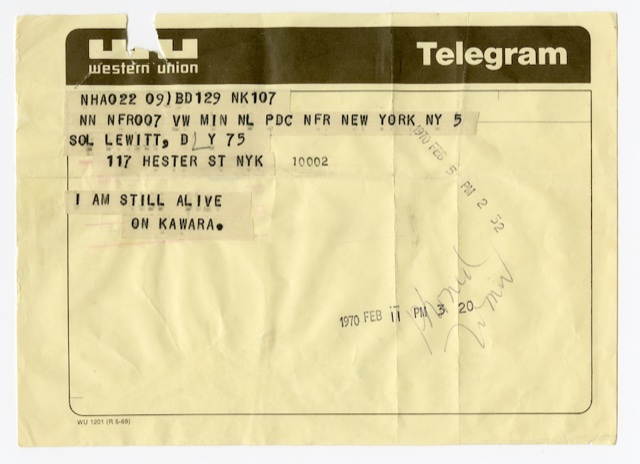 western union
Telegram
NHA022 09)BD129 NK107
NN NFR007 VW MIN NL PDC NFR NEW YORK NY 5
SOL LEWITT, DLY 75
117 HESTER ST NYK 10002
I AM STILL ALIVE
ON KAWARA.
1970 FEB 5 PM 2 32
1970 FEB 11 PM 3 20
WU 1201 (R 5-69)